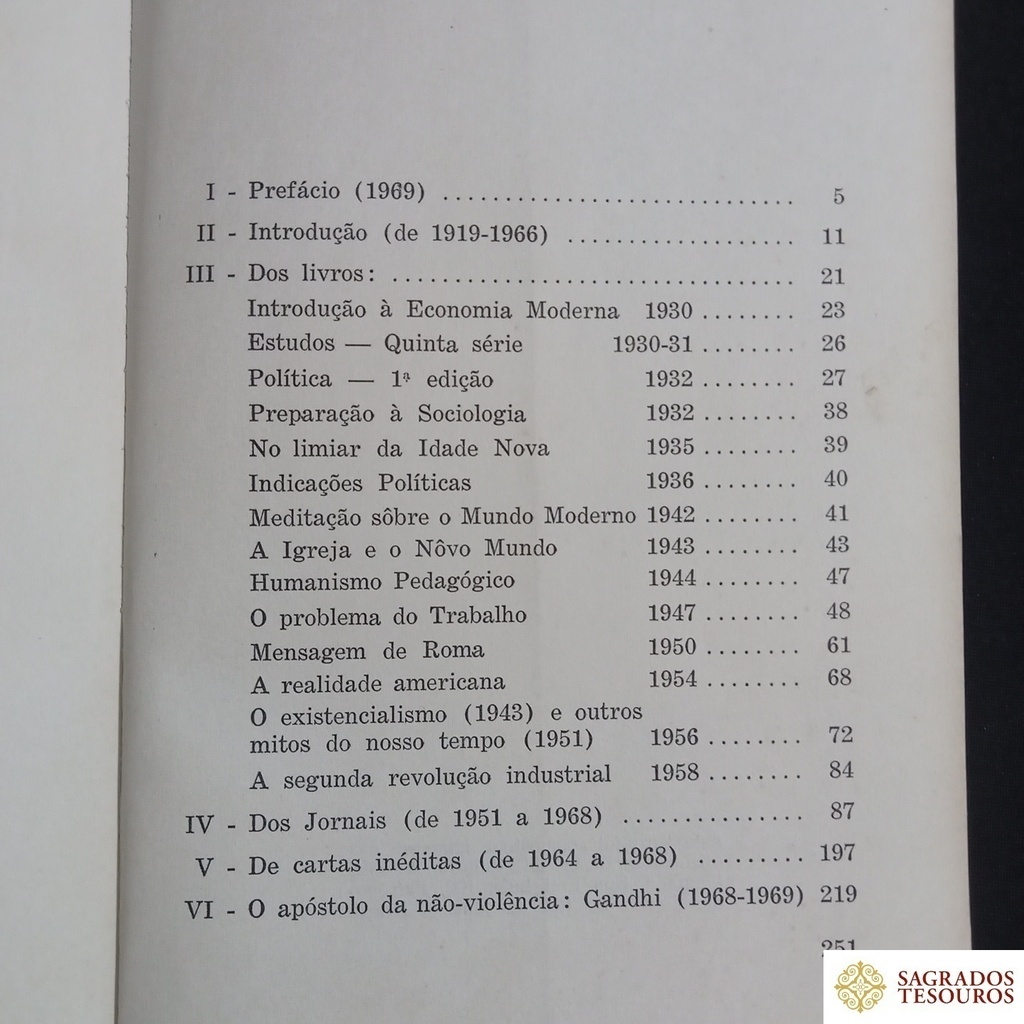 I - Prefácio (1969) .............................. 5
II - Introdução (de 1919-1966) .................... 11
III - Dos livros: .................................. 21
Introdução à Economia Moderna 1930 ........ 23
Estudos — Quinta série 1930-31 ........ 26
Política — 1ª edição 1932 ........ 27
Preparação à Sociologia 1932 ........ 38
No limiar da Idade Nova 1935 ........ 39
Indicações Políticas 1936 ........ 40
Meditação sôbre o Mundo Moderno 1942 ........ 41
A Igreja e o Nôvo Mundo 1943 ........ 43
Humanismo Pedagógico 1944 ........ 47
O problema do Trabalho 1947 ........ 48
Mensagem de Roma 1950 ........ 61
A realidade americana 1954 ........ 68
O existencialismo (1943) e outros
mitos do nosso tempo (1951) 1956 ........ 72
A segunda revolução industrial 1958 ........ 84
IV - Dos Jornais (de 1951 a 1968) ............... 87
V - De cartas inéditas (de 1964 a 1968) ......... 197
VI - O apóstolo da não-violência: Gandhi (1968-1969) 219
251
SAGRADOS
TESOUROS